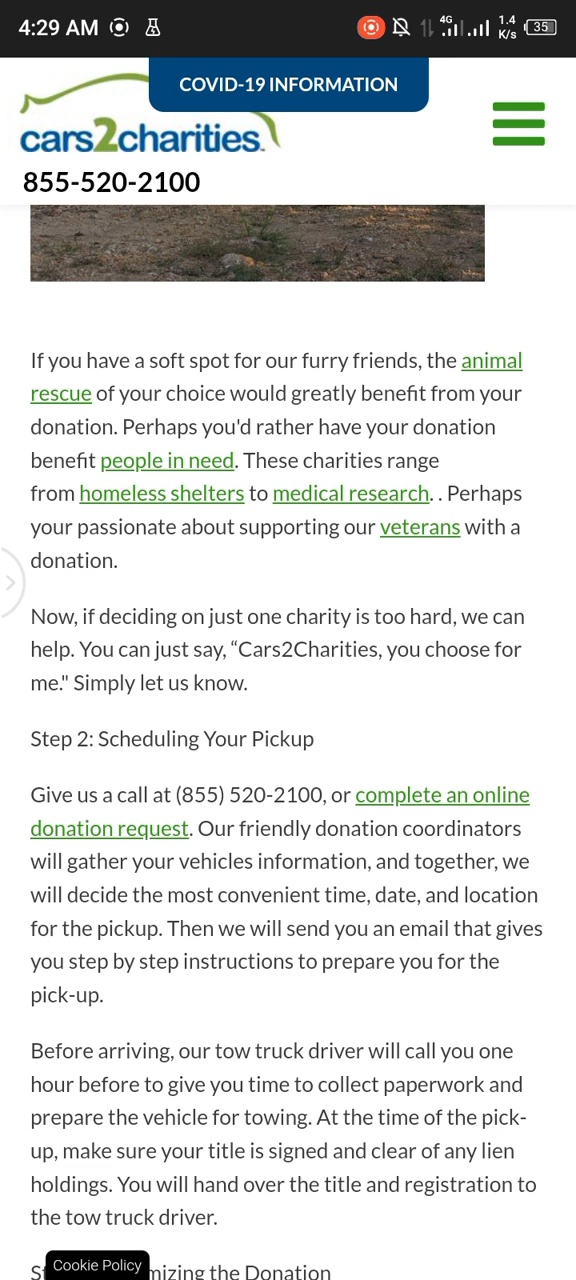 4:29 AM
4G
1.4
K/s
35
COVID-19 INFORMATION
cars2charities.
855-520-2100
If you have a soft spot for our furry friends, the animal
rescue of your choice would greatly benefit from your
donation. Perhaps you'd rather have your donation
benefit people in need. These charities range
from homeless shelters to medical research. . Perhaps
your passionate about supporting our veterans with a
donation.
Now, if deciding on just one charity is too hard, we can
help. You can just say, “Cars2Charities, you choose for
me." Simply let us know.
Step 2: Scheduling Your Pickup
Give us a call at (855) 520-2100, or complete an online
donation request. Our friendly donation coordinators
will gather your vehicles information, and together, we
will decide the most convenient time, date, and location
for the pickup. Then we will send you an email that gives
you step by step instructions to prepare you for the
pick-up.
Before arriving, our tow truck driver will call you one
hour before to give you time to collect paperwork and
prepare the vehicle for towing. At the time of the pick-
up, make sure your title is signed and clear of any lien
holdings. You will hand over the title and registration to
the tow truck driver.
Cookie Policy
the Donation